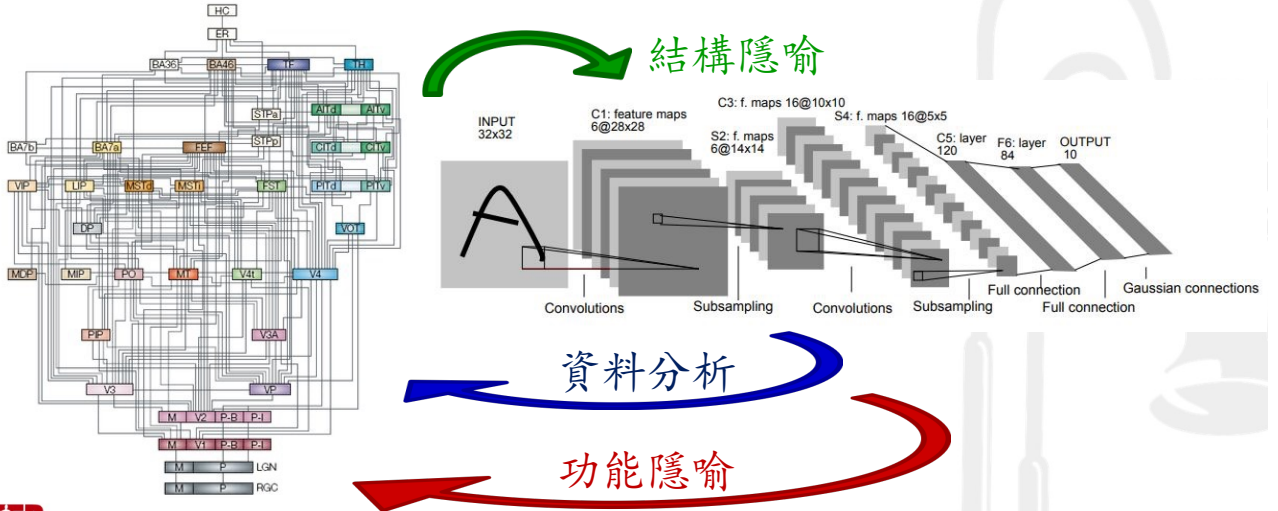 HC
ER
BA36 BA46 TF TH
STPa AITd AITv
BA7b BA7a FEF STPp CITd CITv
VIP LIP MSTd MSTl FST PITd PITv
DP VOT
MDP MIP PO MT V4t V4
PIP V3A
V3 VP
M V2 P-B P-I
M V1 P-B P-I
M P LGN
M P RGC
結構隱喻
INPUT
32x32
C1: feature maps
6@28x28
S2: f. maps
6@14x14
C3: f. maps 16@10x10
S4: f. maps 16@5x5
C5: layer
120
F6: layer
84
OUTPUT
10
Convolutions Subsampling Convolutions Subsampling Full connection Full connection Gaussian connections
資料分析
功能隱喻